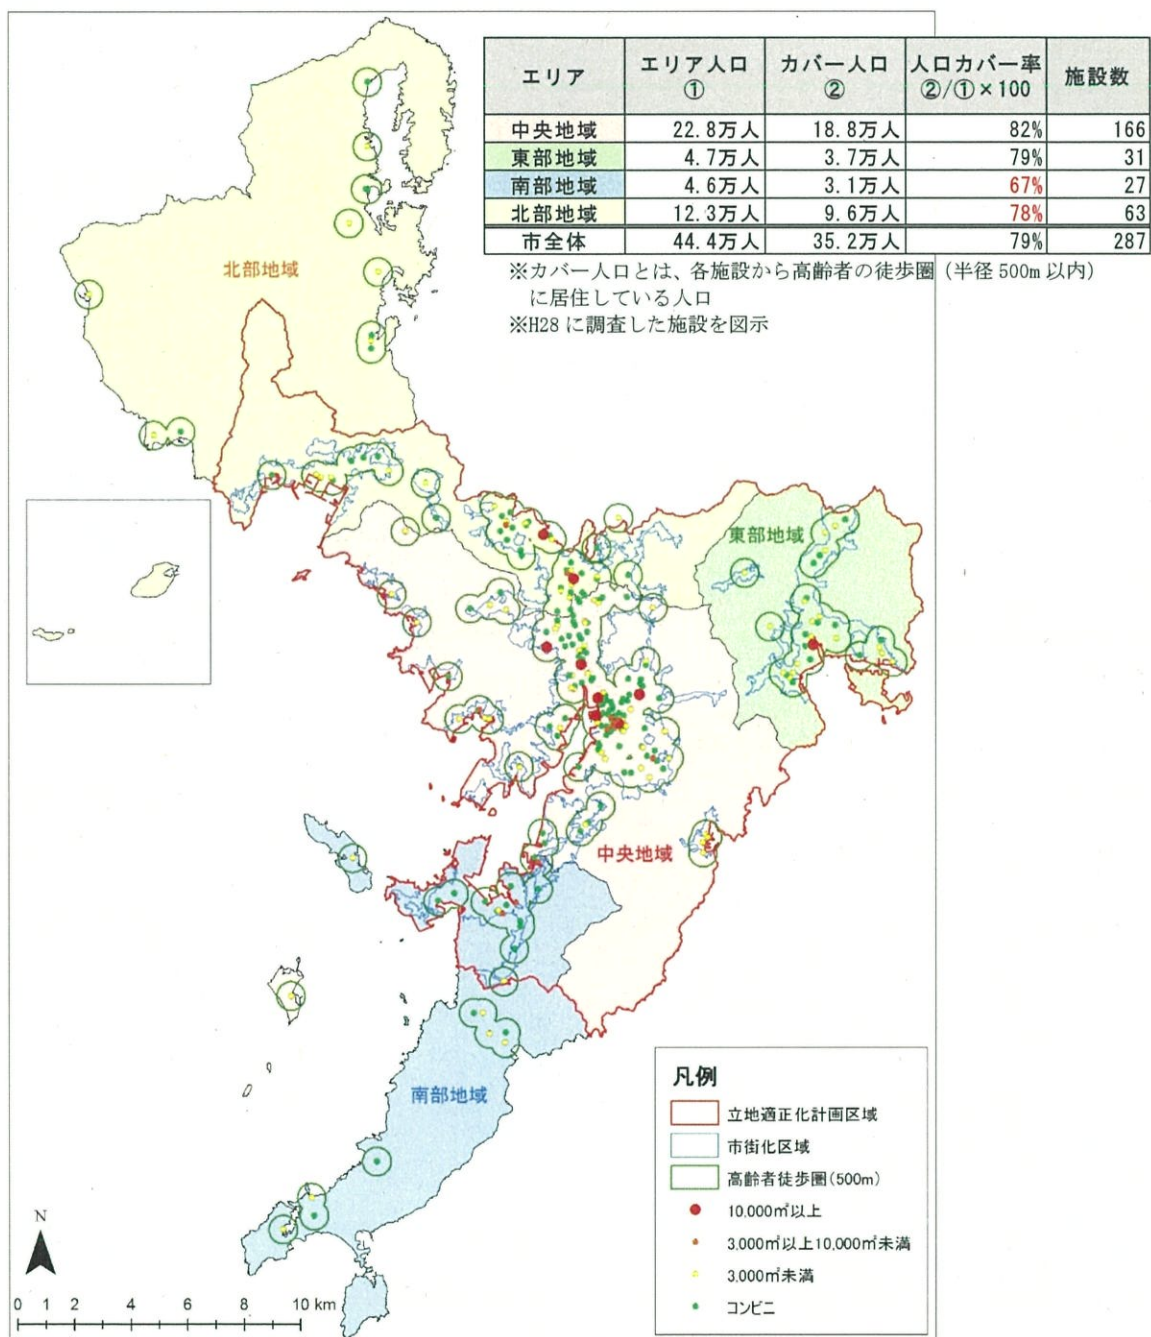 エリア エリア人口 カバー人口 人口カバー率 施設数
① ② ②/①×100
中央地域 22.8万人 18.8万人 82% 166
東部地域 4.7万人 3.7万人 79% 31
南部地域 4.6万人 3.1万人 67% 27
北部地域 12.3万人 9.6万人 78% 63
市全体 44.4万人 35.2万人 79% 287
※カバー人口とは、各施設から高齢者の徒歩圏（半径500m以内）
に居住している人口
※H28に調査した施設を図示
北部地域
東部地域
中央地域
南部地域
凡例
立地適正化計画区域
市街化区域
高齢者徒歩圏(500m)
10,000㎡以上
3,000㎡以上10,000㎡未満
3,000㎡未満
コンビニ
N
0 1 2 4 6 8 10 km